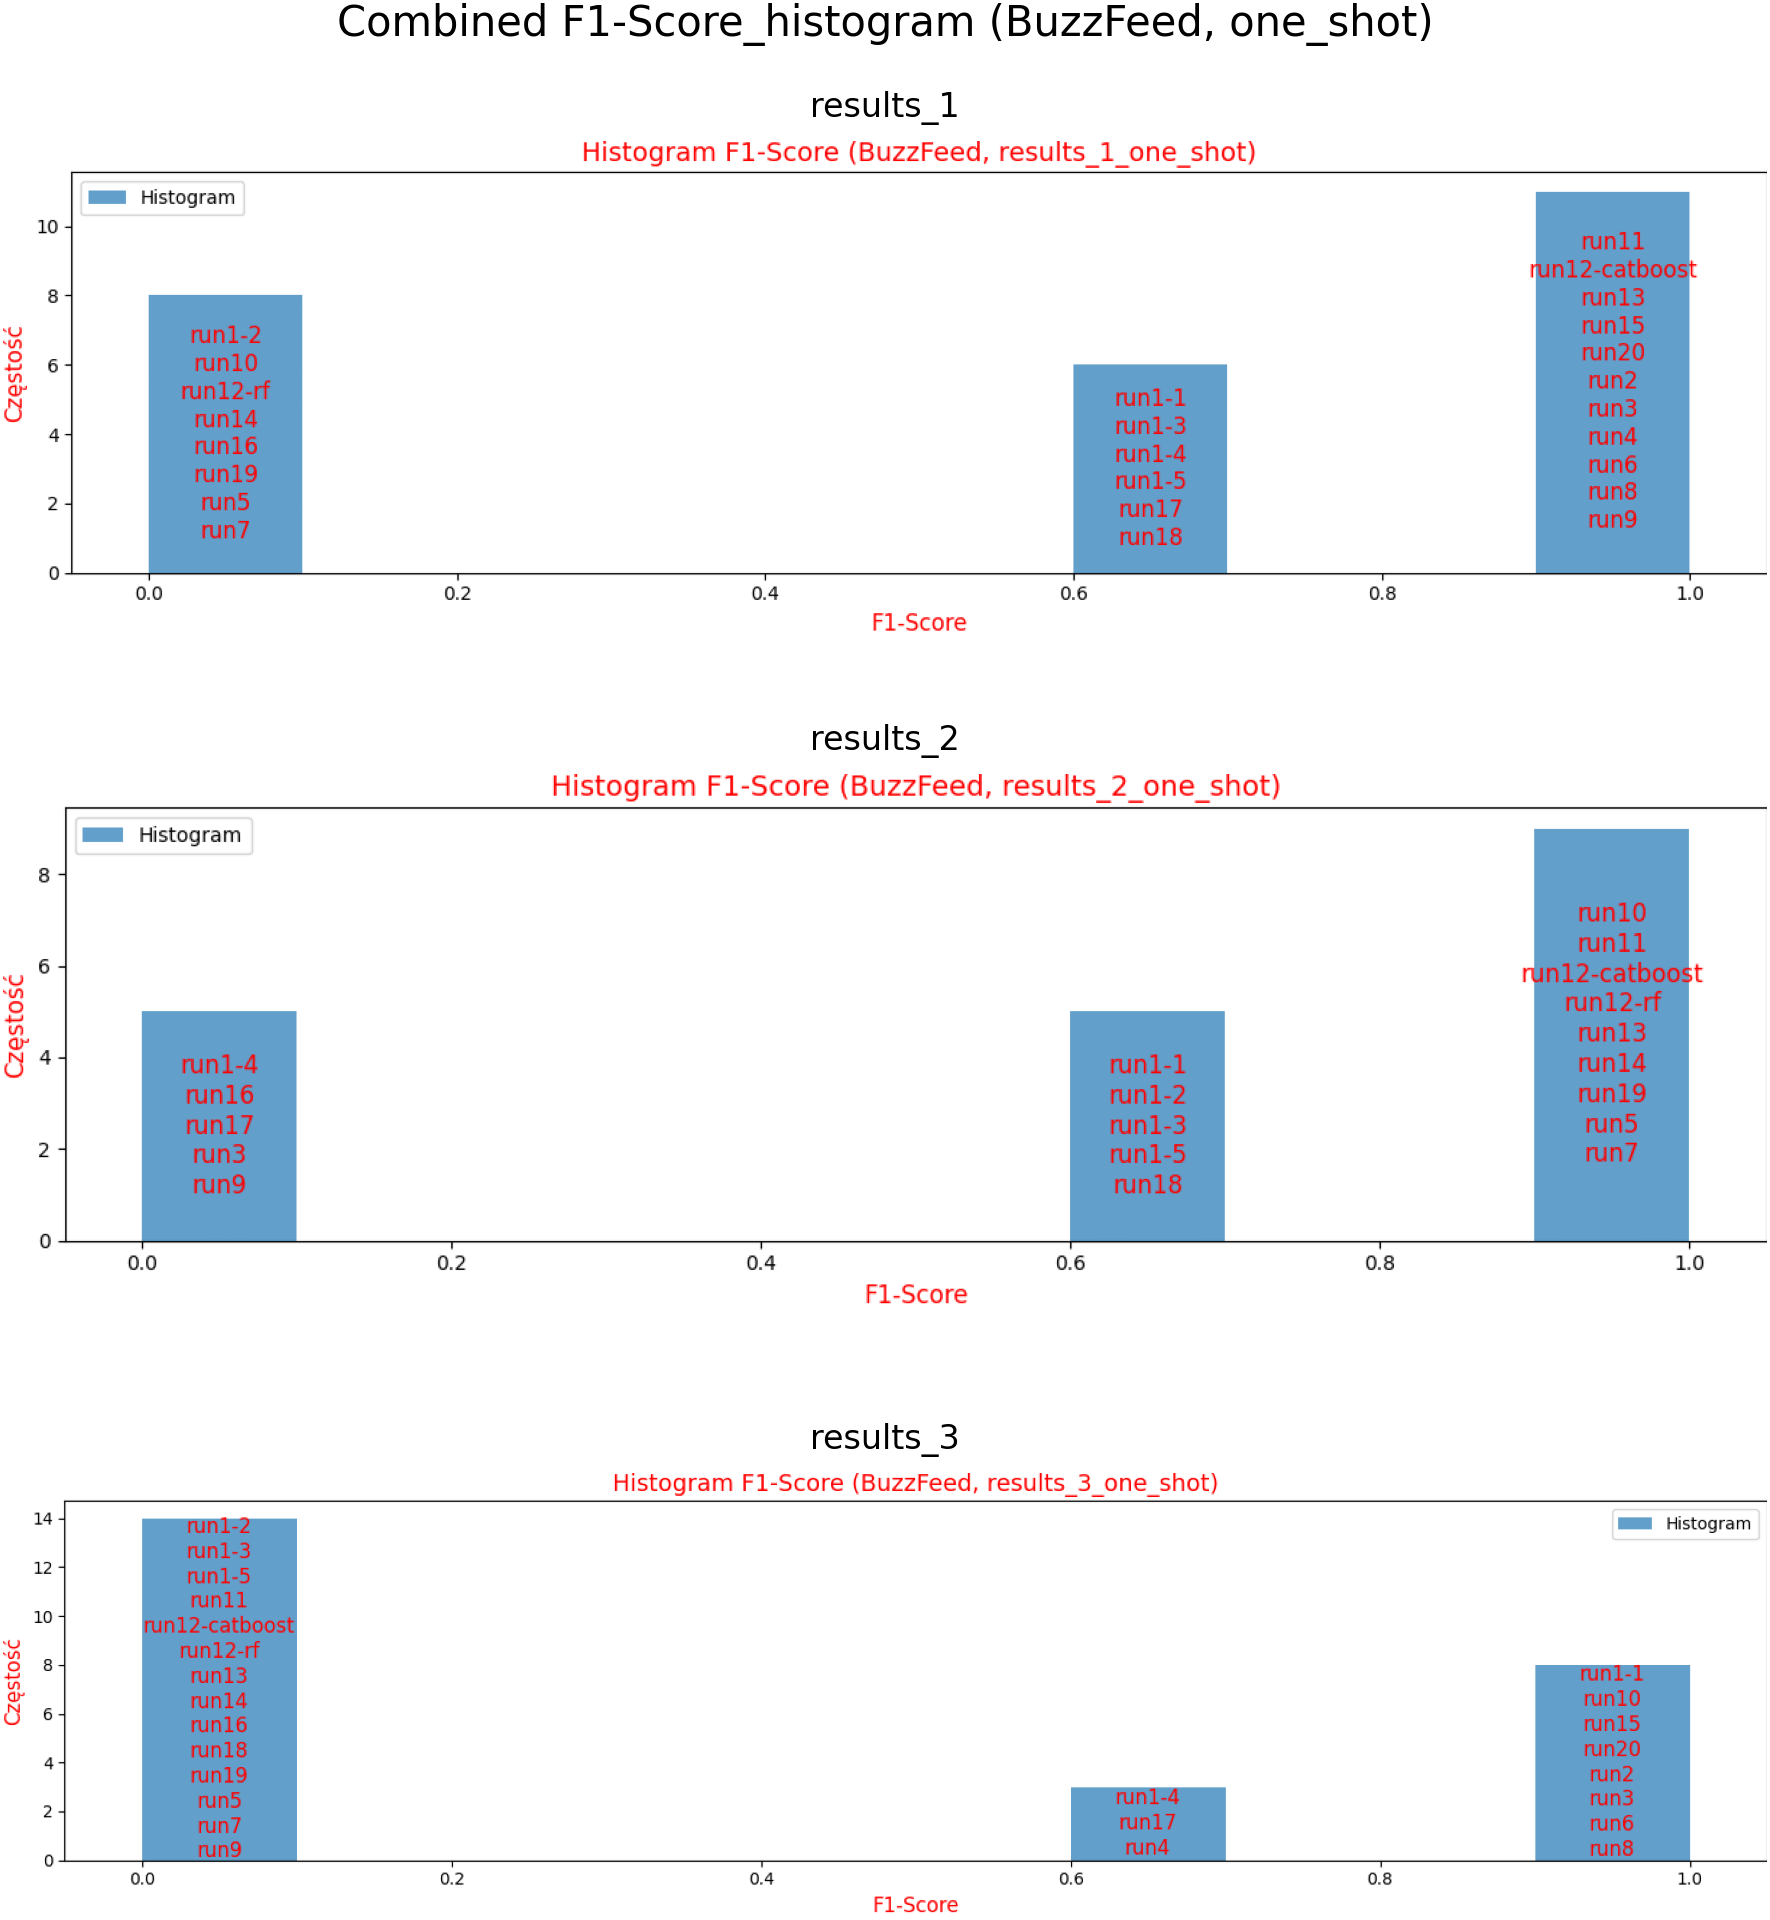 Combined F1-Score_histogram (BuzzFeed, one_shot)
results_1
Histogram F1-Score (BuzzFeed, results_1_one_shot)
Histogram
Częstość
10
8
6
4
2
0
run1-2
run10
run12-rf
run14
run16
run19
run5
run7
run1-1
run1-3
run1-4
run1-5
run17
run18
run11
run12-catboost
run13
run15
run20
run2
run3
run4
run6
run8
run9
0.0 0.2 0.4 0.6 0.8 1.0
F1-Score
results_2
Histogram F1-Score (BuzzFeed, results_2_one_shot)
Histogram
Częstość
8
6
4
2
0
run1-4
run16
run17
run3
run9
run1-1
run1-2
run1-3
run1-5
run18
run10
run11
run12-catboost
run12-rf
run13
run14
run19
run5
run7
0.0 0.2 0.4 0.6 0.8 1.0
F1-Score
results_3
Histogram F1-Score (BuzzFeed, results_3_one_shot)
Histogram
Częstość
14
12
10
8
6
4
2
0
run1-2
run1-3
run1-5
run11
run12-catboost
run12-rf
run13
run14
run16
run18
run19
run5
run7
run9
run1-4
run17
run4
run1-1
run10
run15
run20
run2
run3
run6
run8
0.0 0.2 0.4 0.6 0.8 1.0
F1-Score